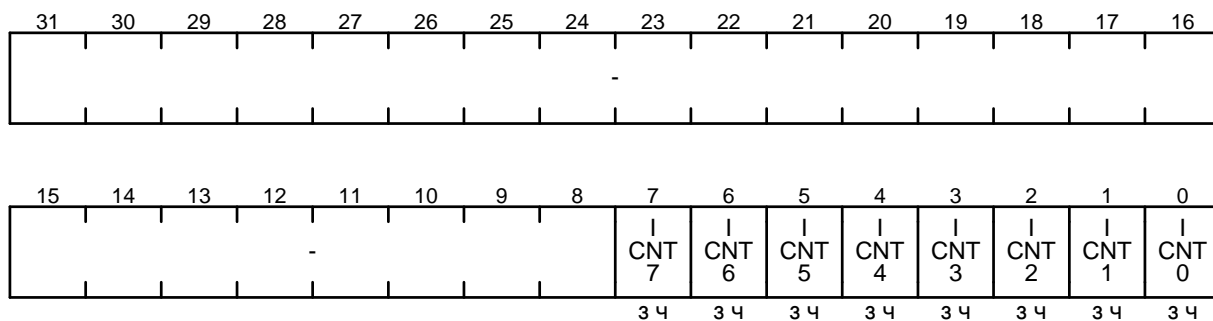 31 30 29 28 27 26 25 24 23 22 21 20 19 18 17 16
-
15 14 13 12 11 10 9 8 7 6 5 4 3 2 1 0
- I I I I I I I I
CNT CNT CNT CNT CNT CNT CNT CNT
7 6 5 4 3 2 1 0
з ч з ч з ч з ч з ч з ч з ч з ч